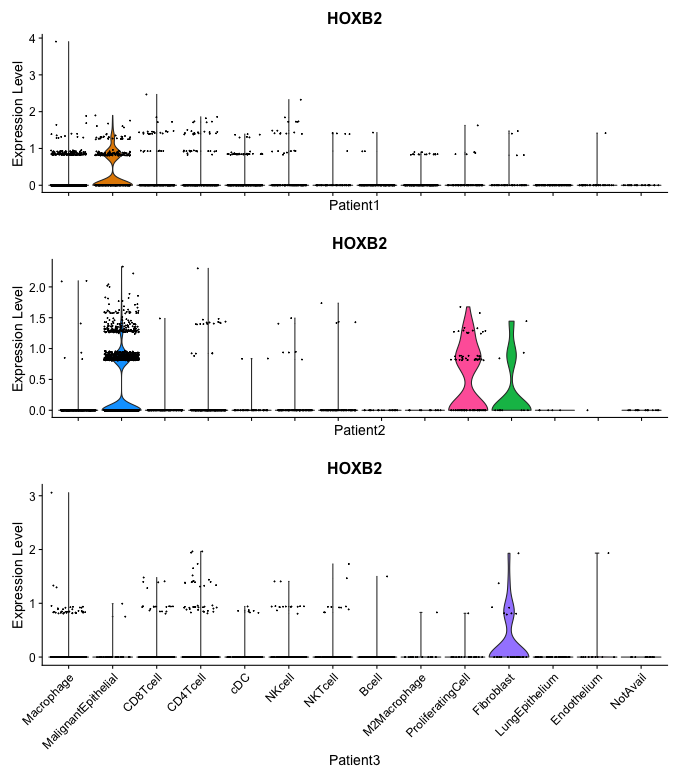 HOXB2
Expression Level
4
3
2
1
0
Patient1
HOXB2
Expression Level
2.0
1.5
1.0
0.5
0.0
Patient2
HOXB2
Expression Level
3
2
1
0
Macrophage
MalignantEpithelial
CD8Tcell
CD4Tcell
cDC
NKcell
NKTcell
Bcell
M2Macrophage
ProliferatingCell
Fibroblast
LungEpithelium
Endothelium
NotAvail
Patient3